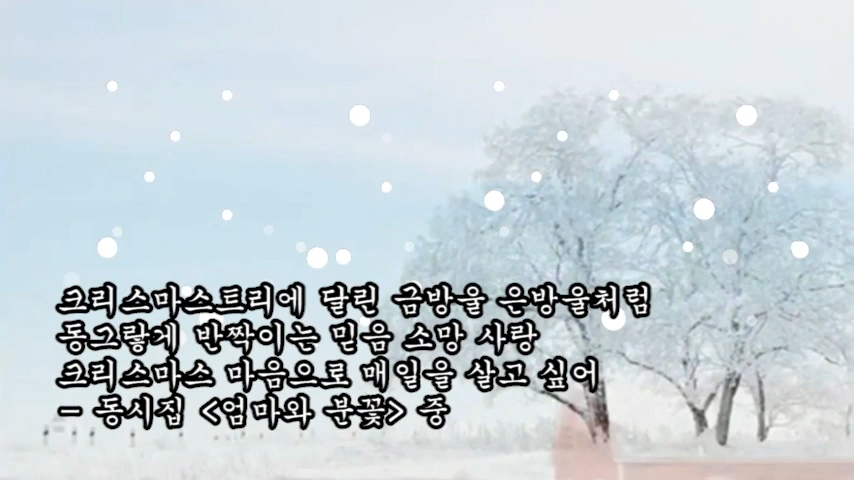 크리스마스트리에 달린 금방울 은방울처럼
동그랗게 반짝이는 믿음 소망 사랑
크리스마스 마음으로 매일을 살고 싶어
- 동시집 <엄마와 분꽃> 중